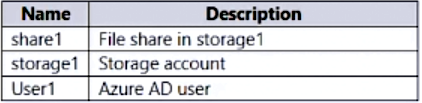 Name Description
share1 File share in storage1
storage1 Storage account
User1 Azure AD user